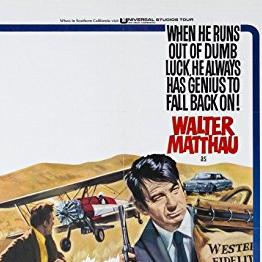 When in Southern California visit UNIVERSAL STUDIOS TOUR
WHEN HE RUNS
OUT OF DUMB
LUCK, HE ALWAYS
HAS GENIUS TO
FALL BACK ON!
WALTER
MATTHAU
as
WESTE
FIDELIT